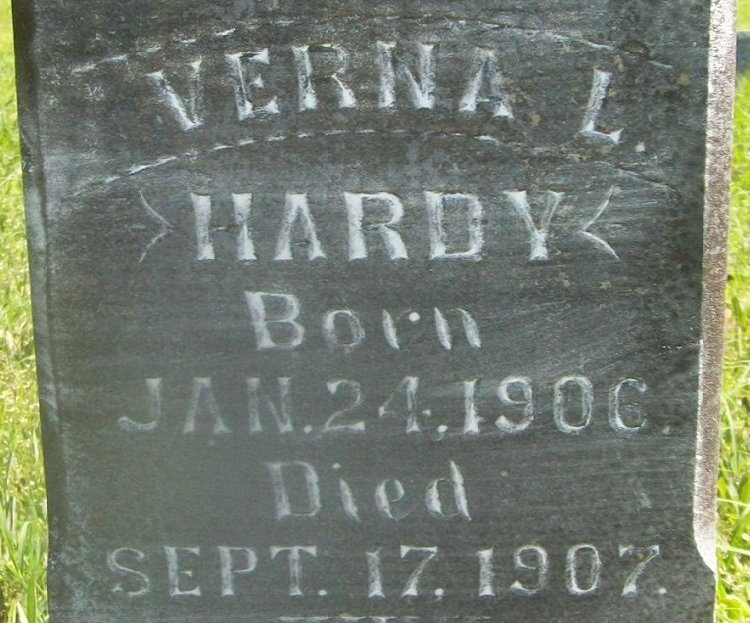 VERNA L.
HARDY
Born
JAN. 24, 1906.
Died
SEPT. 17, 1907.